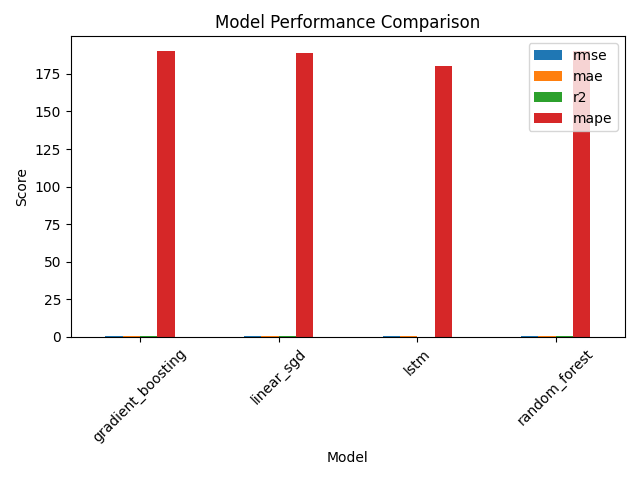 Model Performance Comparison
rmse
mae
r2
mape
Score
175
150
125
100
75
50
25
0
gradient_boosting
linear_sgd
lstm
random_forest
Model